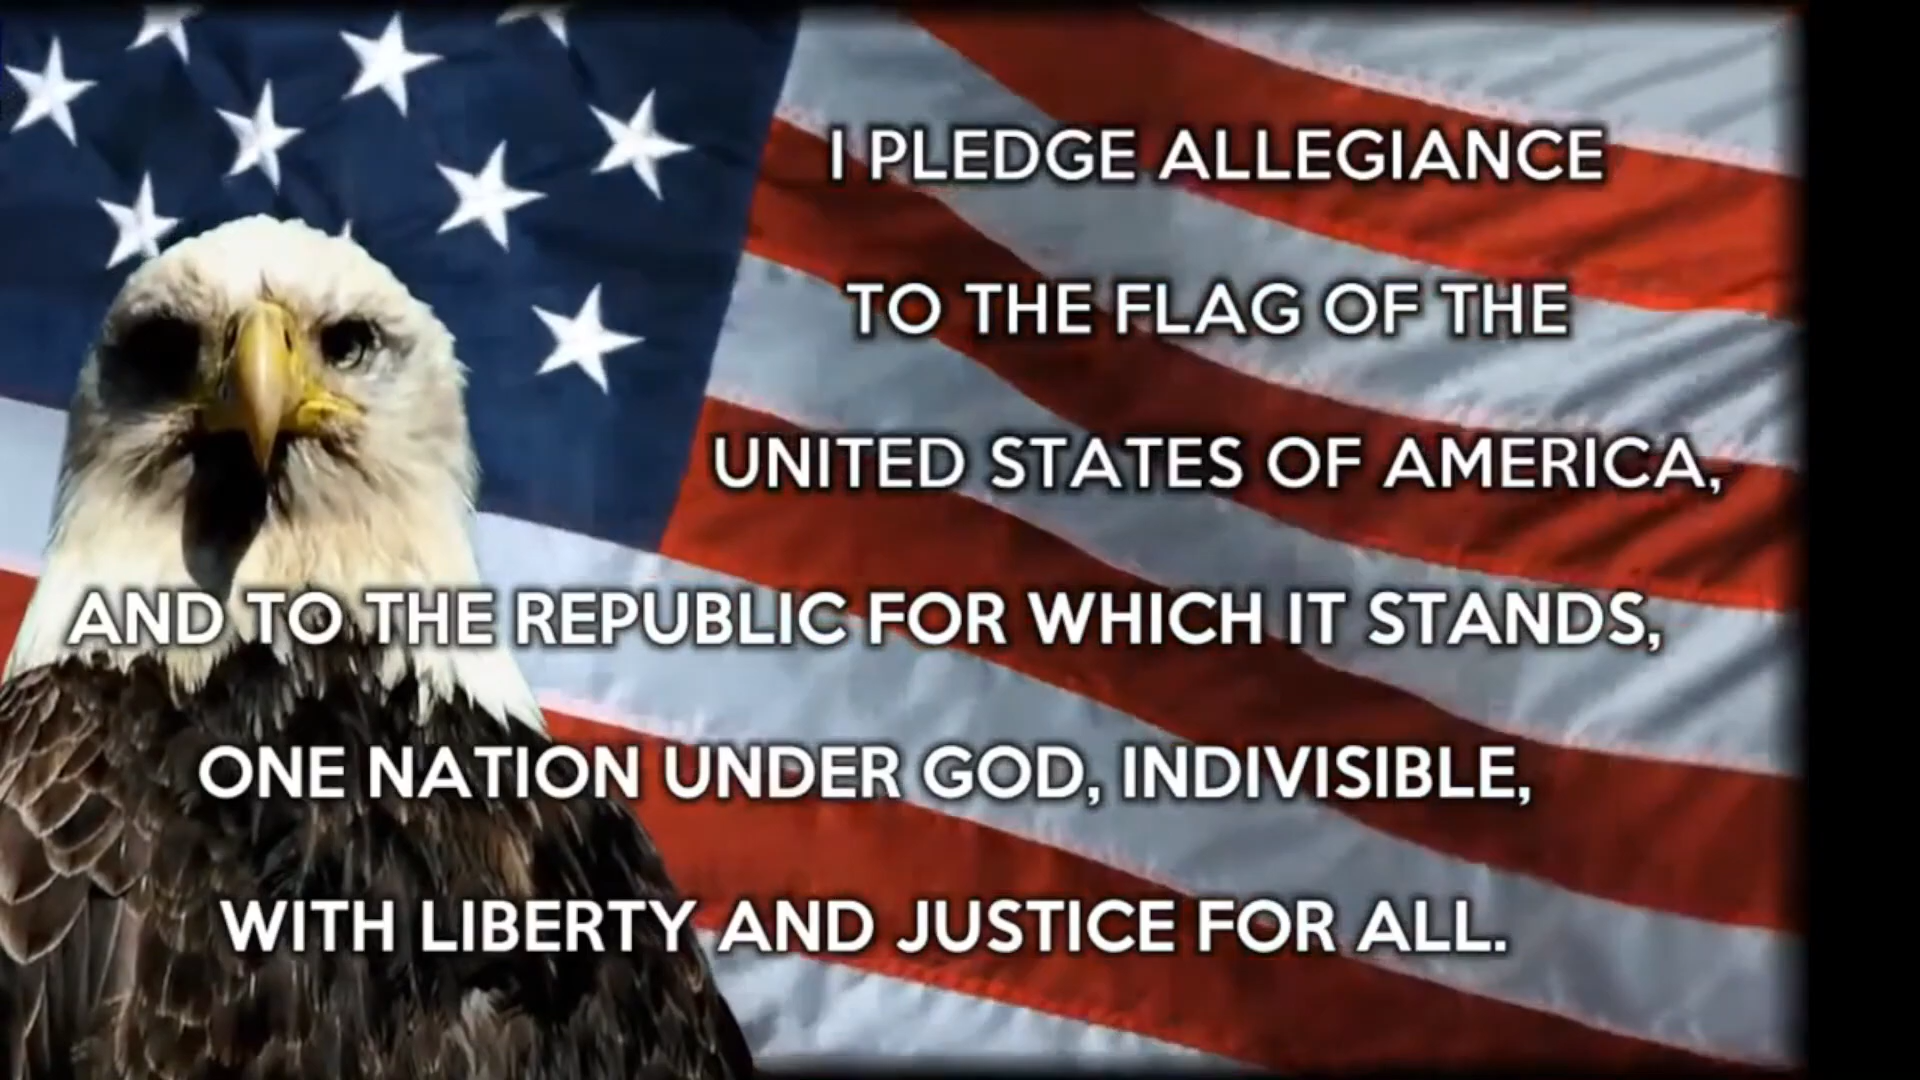 I PLEDGE ALLEGIANCE
TO THE FLAG OF THE
UNITED STATES OF AMERICA,
AND TO THE REPUBLIC FOR WHICH IT STANDS,
ONE NATION UNDER GOD, INDIVISIBLE,
WITH LIBERTY AND JUSTICE FOR ALL.